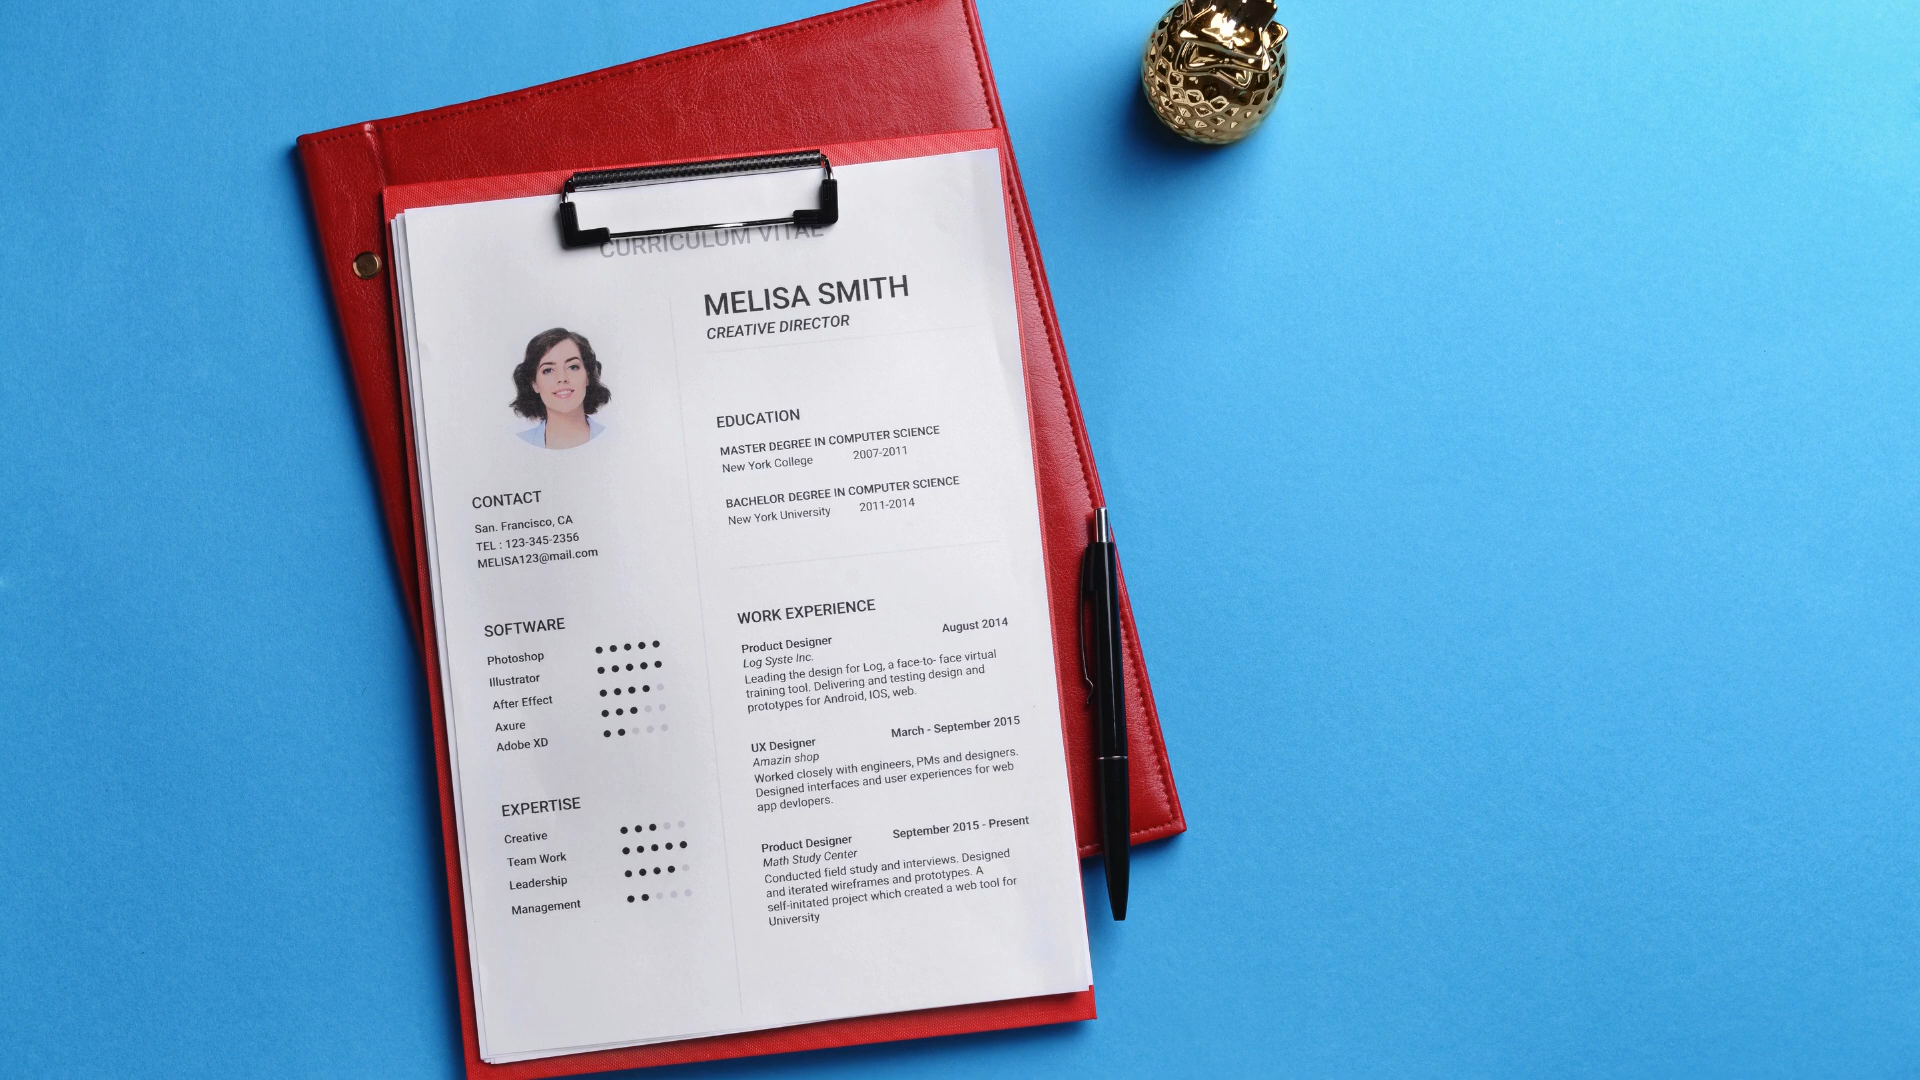 CURRICULUM VITAE
MELISA SMITH
CREATIVE DIRECTOR
CONTACT
San. Francisco, CA
TEL : 123-345-2356
MELISA123@mail.com
SOFTWARE
Photoshop
Illustrator
After Effect
Axure
Adobe XD
EXPERTISE
Creative
Team Work
Leadership
Management
EDUCATION
MASTER DEGREE IN COMPUTER SCIENCE
New York College 2007-2011
BACHELOR DEGREE IN COMPUTER SCIENCE
New York University 2011-2014
WORK EXPERIENCE
Product Designer August 2014
Log Syste Inc.
Leading the design for Log, a face-to- face virtual
training tool. Delivering and testing design and
prototypes for Android, IOS, web.
UX Designer March - September 2015
Amazin shop
Worked closely with engineers, PMs and designers.
Designed interfaces and user experiences for web
app devlopers.
Product Designer September 2015 - Present
Math Study Center
Conducted field study and interviews. Designed
and iterated wireframes and prototypes. A
self-initated project which created a web tool for
University